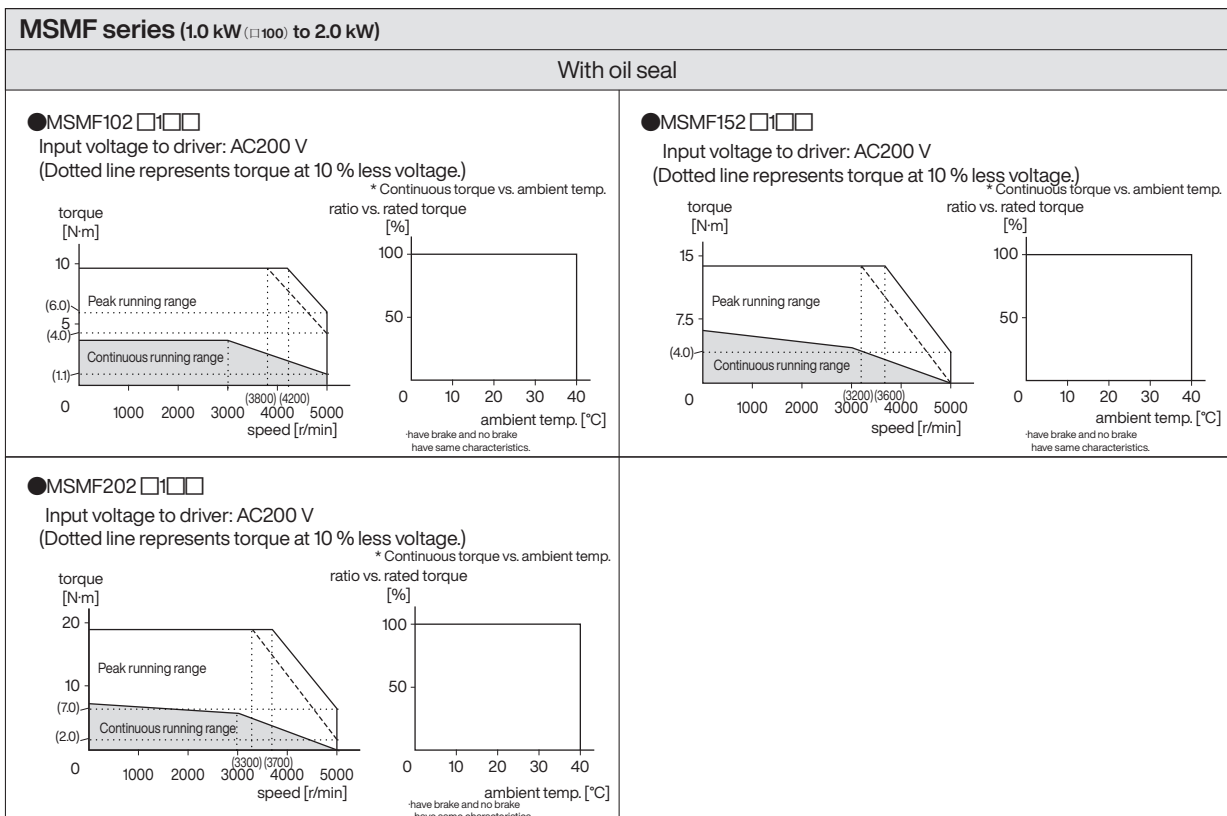 MSMF series (1.0 kW (□100) to 2.0 kW)
With oil seal
●MSMF102 □1□□
Input voltage to driver: AC200 V
(Dotted line represents torque at 10 % less voltage.)
* Continuous torque vs. ambient temp.
torque
[N·m]
10
(6.0)
5
(4.0)
(1.1)
0
Peak running range
Continuous running range
(3800) (4200)
1000 2000 3000 4000 5000
speed [r/min]
ratio vs. rated torque
[%]
100
50
0 10 20 30 40
ambient temp. [°C]
·have brake and no brake
have same characteristics.
●MSMF152 □1□□
Input voltage to driver: AC200 V
(Dotted line represents torque at 10 % less voltage.)
* Continuous torque vs. ambient temp.
torque
[N·m]
15
7.5
(4.0)
0
Peak running range
Continuous running range
(3200) (3600)
1000 2000 3000 4000 5000
speed [r/min]
ratio vs. rated torque
[%]
100
50
0 10 20 30 40
ambient temp. [°C]
·have brake and no brake
have same characteristics.
●MSMF202 □1□□
Input voltage to driver: AC200 V
(Dotted line represents torque at 10 % less voltage.)
* Continuous torque vs. ambient temp.
torque
[N·m]
20
10
(7.0)
(2.0)
0
Peak running range
Continuous running range
(3300) (3700)
1000 2000 3000 4000 5000
speed [r/min]
ratio vs. rated torque
[%]
100
50
0 10 20 30 40
ambient temp. [°C]
·have brake and no brake
have same characteristics.